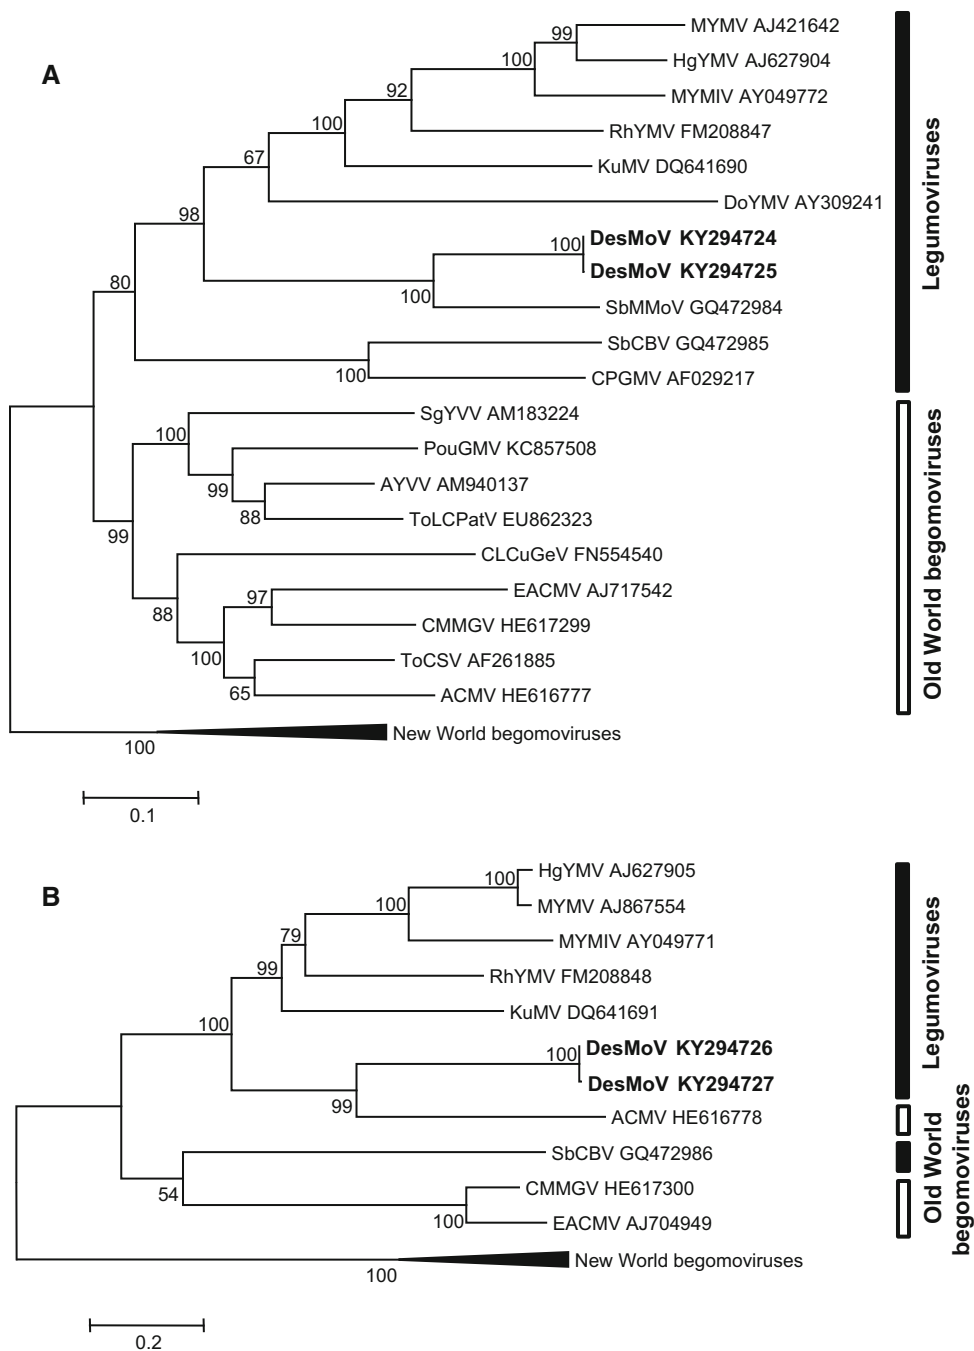 A
MYMV AJ421642
99
HgYMV AJ627904
100
MYMIV AY049772
92
RhYMV FM208847
100
KuMV DQ641690
67
DoYMV AY309241
98
DesMoV KY294724
100
DesMoV KY294725
80
100
SbMMoV GQ472984
SbCBV GQ472985
100
CPGMV AF029217
Legumoviruses
SgYVV AM183224
100
PouGMV KC857508
99
AYVV AM940137
88
ToLCPatV EU862323
99
CLCuGeV FN554540
88
EACMV AJ717542
97
CMMGV HE617299
100
ToCSV AF261885
65
ACMV HE616777
Old World begomoviruses
New World begomoviruses
100
0.1
B
HgYMV AJ627905
100
MYMV AJ867554
100
MYMIV AY049771
79
RhYMV FM208848
99
KuMV DQ641691
100
DesMoV KY294726
100
DesMoV KY294727
99
ACMV HE616778
Legumoviruses
SbCBV GQ472986
54
CMMGV HE617300
100
EACMV AJ704949
Old World
begomoviruses
New World begomoviruses
100
0.2